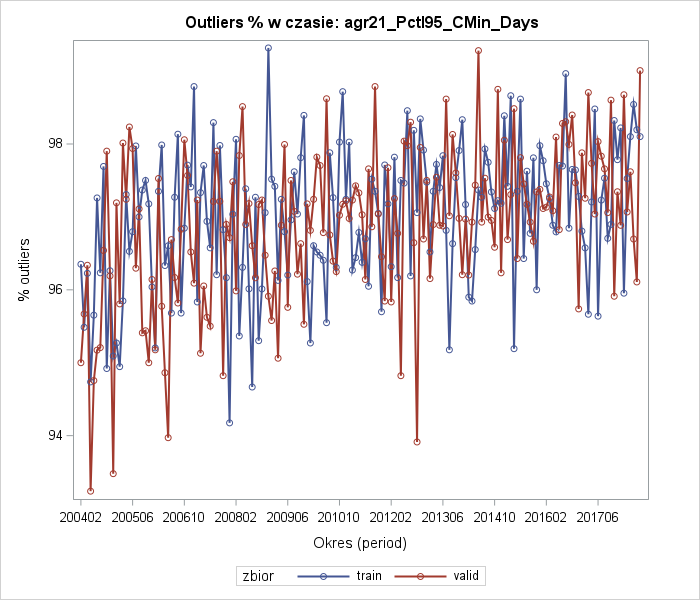 Outliers % w czasie: agr21_Pctl95_CMin_Days
% outliers
98
96
94
200402 200506 200610 200802 200906 201010 201202 201306 201410 201602 201706
Okres (period)
zbior train valid